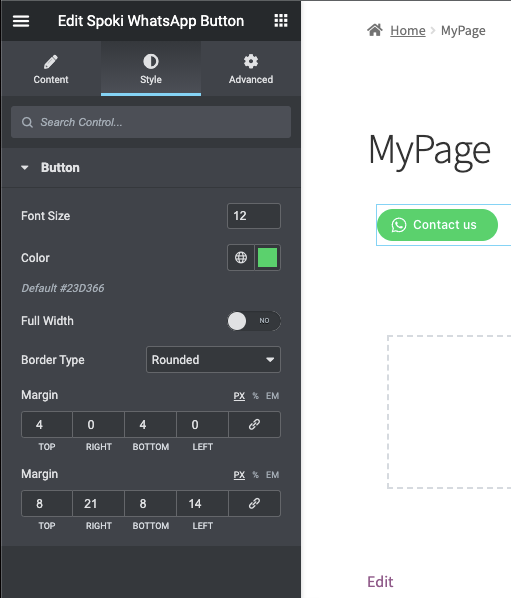 Edit Spoki WhatsApp Button
Content
Style
Advanced
Search Control...
Button
Font Size
12
Color
Default #23D366
Full Width
NO
Border Type
Rounded
Margin
PX % EM
4 0 4 0
TOP RIGHT BOTTOM LEFT
Margin
PX % EM
8 21 8 14
TOP RIGHT BOTTOM LEFT
Home MyPage
MyPage
Contact us
Edit